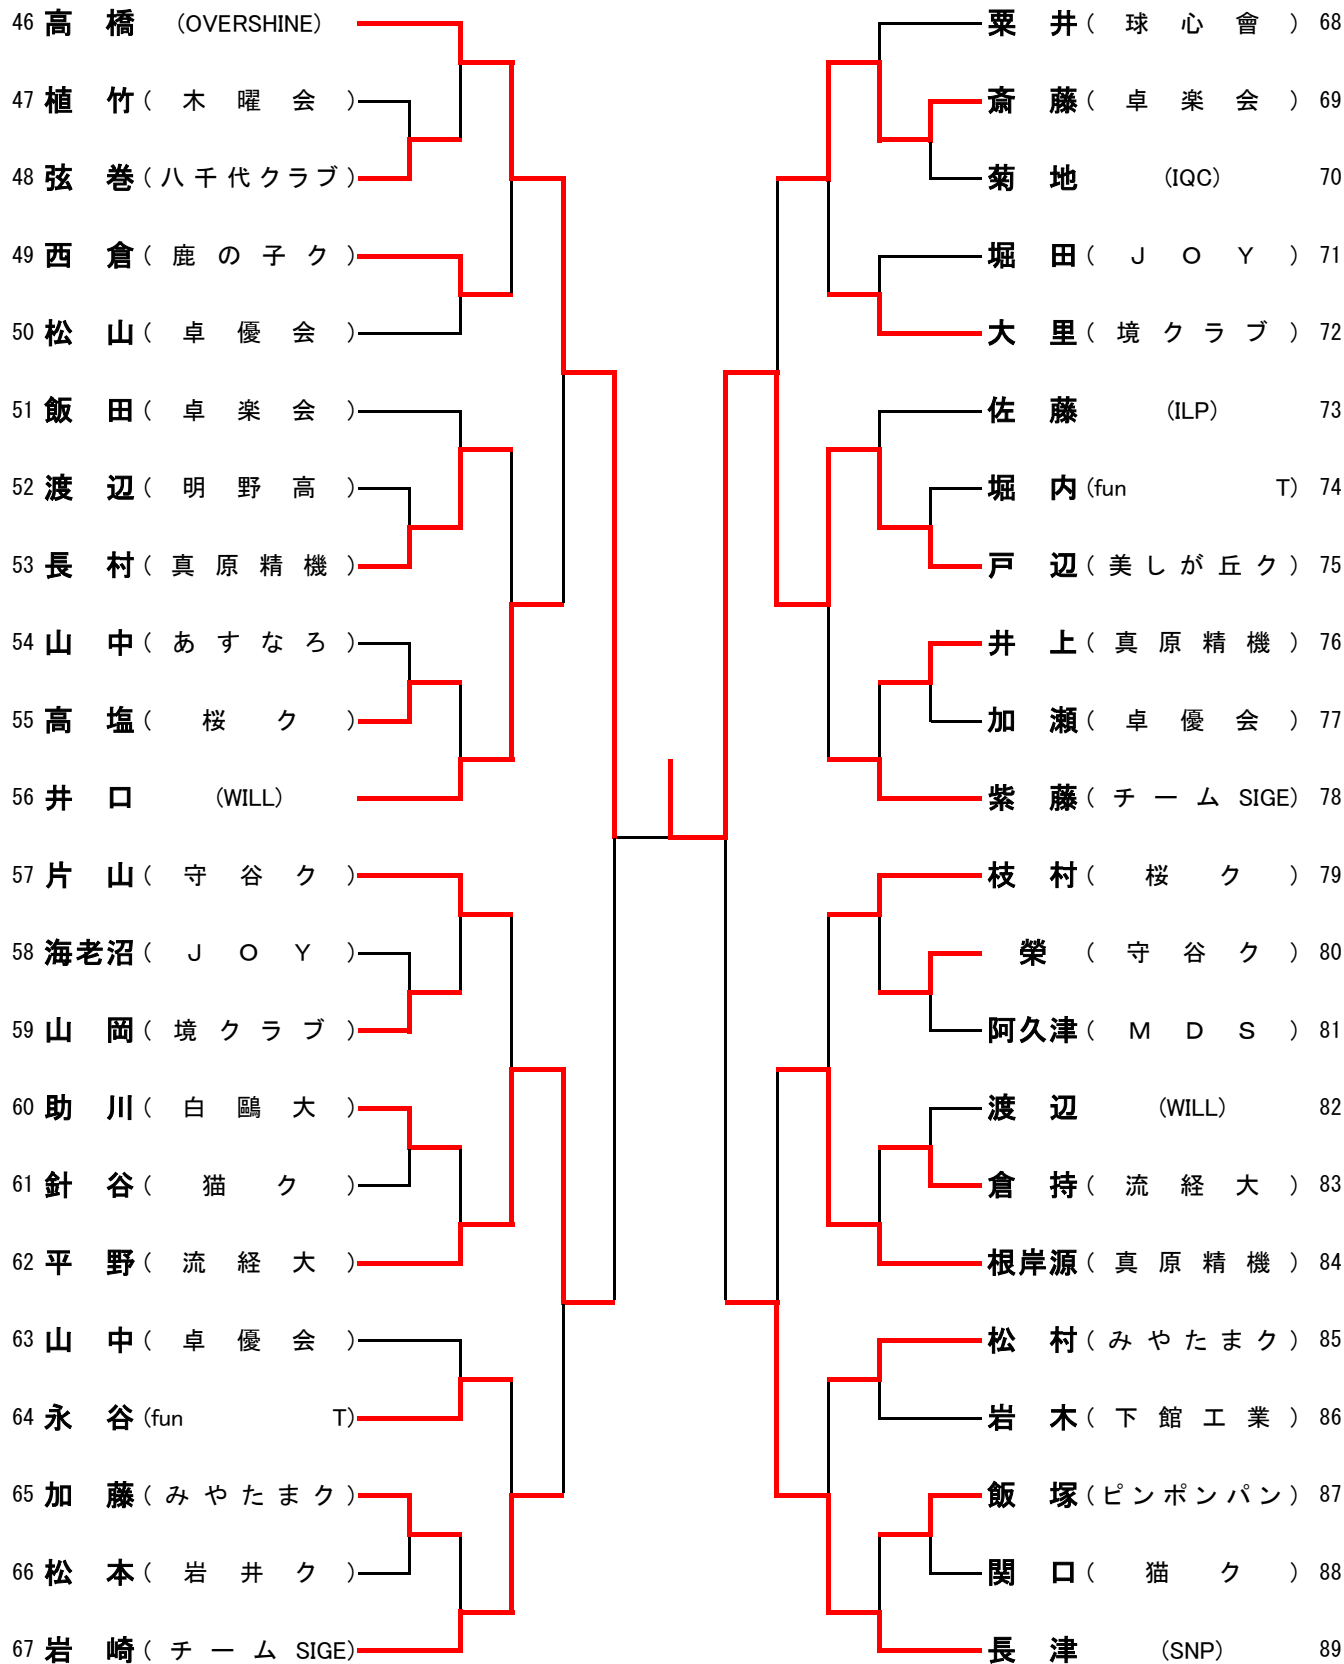 46 高橋 (OVERSHINE)
47 植竹 (木曜会)
48 弦巻 (八千代クラブ)
49 西倉 (鹿の子ク)
50 松山 (卓優会)
51 飯田 (卓楽会)
52 渡辺 (明野高)
53 長村 (真原精機)
54 山中 (あすなろ)
55 高塩 (桜ク)
56 井口 (WILL)
57 片山 (守谷ク)
58 海老沼 (JOY)
59 山岡 (境クラブ)
60 助川 (白鷗大)
61 針谷 (猫ク)
62 平野 (流経大)
63 山中 (卓優会)
64 永谷 (fun T)
65 加藤 (みやたまク)
66 松本 (岩井ク)
67 岩崎 (チームSIGE)
粟井 (球心會) 68
斎藤 (卓楽会) 69
菊地 (IQC) 70
堀田 (JOY) 71
大里 (境クラブ) 72
佐藤 (ILP) 73
堀内 (fun T) 74
戸辺 (美しが丘ク) 75
井上 (真原精機) 76
加瀬 (卓優会) 77
紫藤 (チームSIGE) 78
枝村 (桜ク) 79
榮 (守谷ク) 80
阿久津 (MDS) 81
渡辺 (WILL) 82
倉持 (流経大) 83
根岸源 (真原精機) 84
松村 (みやたまク) 85
岩木 (下館工業) 86
飯塚 (ピンポンパン) 87
関口 (猫ク) 88
長津 (SNP) 89